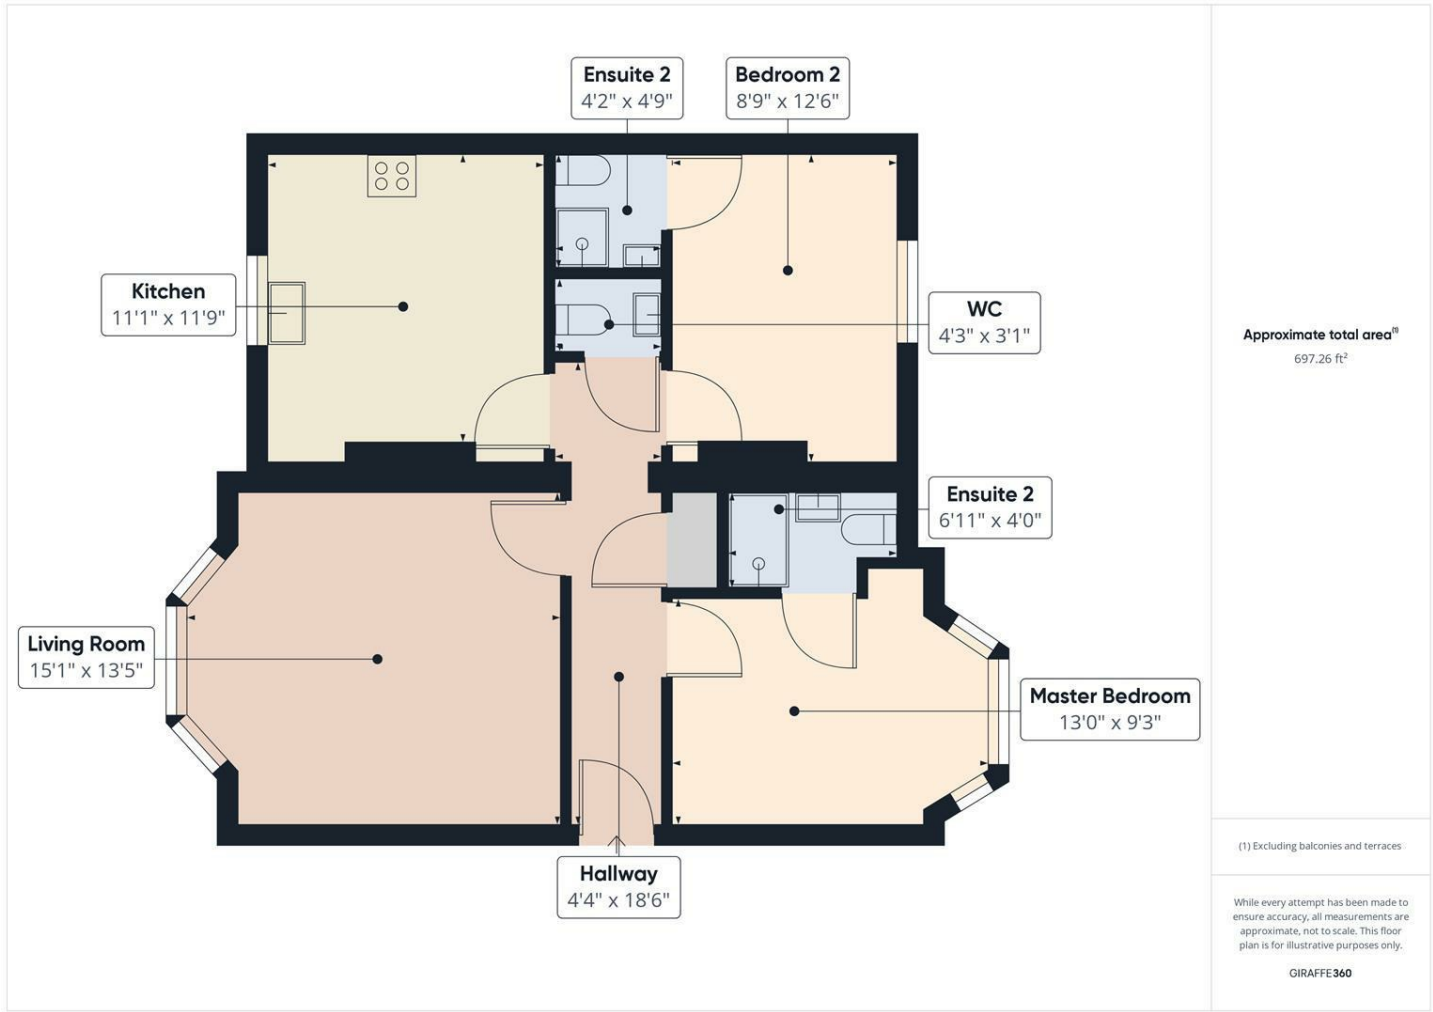 Ensuite 2
4'2" x 4'9"
Bedroom 2
8'9" x 12'6"
Kitchen
11'1" x 11'9"
WC
4'3" x 3'1"
Ensuite 2
6'11" x 4'0"
Living Room
15'1" x 13'5"
Master Bedroom
13'0" x 9'3"
Hallway
4'4" x 18'6"
Approximate total area(1)
697.26 ft²
(1) Excluding balconies and terraces
While every attempt has been made to
ensure accuracy, all measurements are
approximate, not to scale. This floor
plan is for illustrative purposes only.
GIRAFFE360